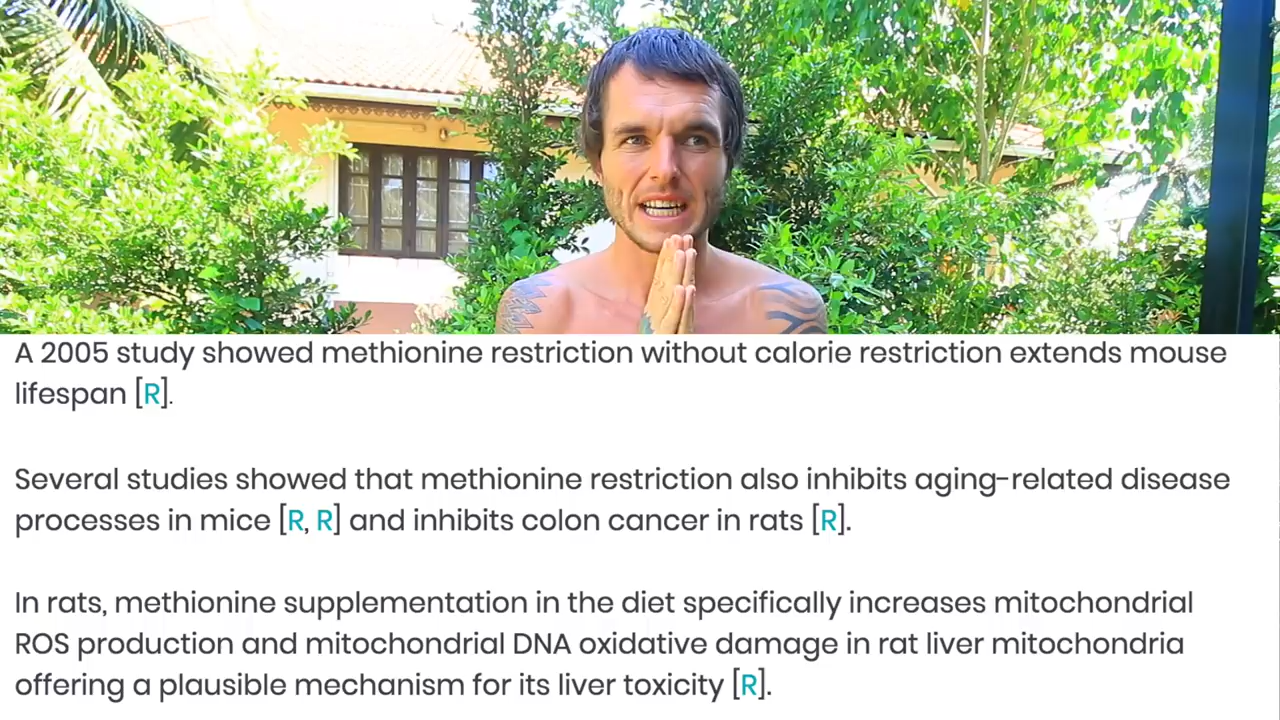 A 2005 study showed methionine restriction without calorie restriction extends mouse
lifespan [R].
Several studies showed that methionine restriction also inhibits aging-related disease
processes in mice [R, R] and inhibits colon cancer in rats [R].
In rats, methionine supplementation in the diet specifically increases mitochondrial
ROS production and mitochondrial DNA oxidative damage in rat liver mitochondria
offering a plausible mechanism for its liver toxicity [R].